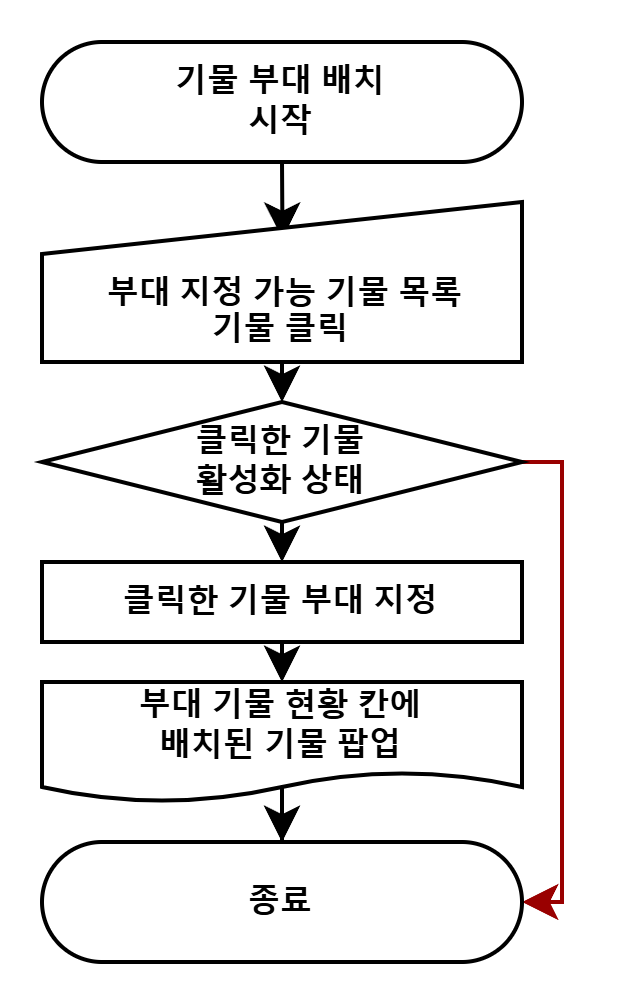 기물 부대 배치
시작
부대 지정 가능 기물 목록
기물 클릭
클릭한 기물
활성화 상태
클릭한 기물 부대 지정
부대 기물 현황 칸에
배치된 기물 팝업
종료